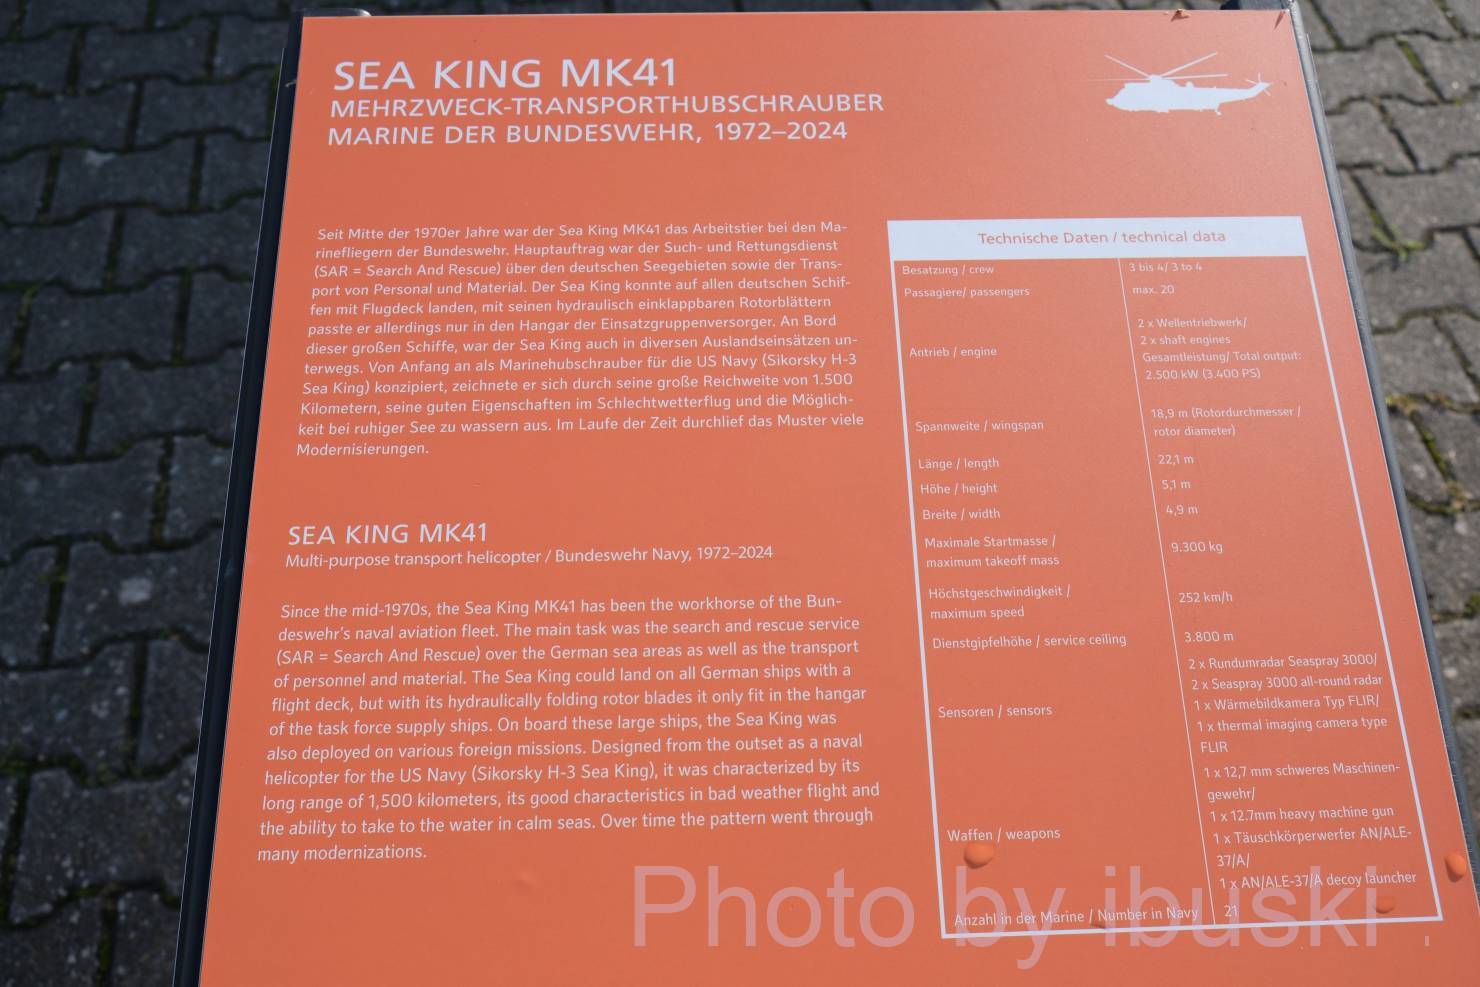 SEA KING MK41
MEHRZWECK-TRANSPORTHUBSCHRAUBER
MARINE DER BUNDESWEHR, 1972–2024
Seit Mitte der 1970er Jahre war der Sea King MK41 das Arbeitstier bei den Ma-
rinefliegern der Bundeswehr. Hauptauftrag war der Such- und Rettungsdienst
(SAR = Search And Rescue) über den deutschen Seegebieten sowie der Trans-
port von Personal und Material. Der Sea King konnte auf allen deutschen Schif-
fen mit Flugdeck landen, mit seinen hydraulisch einklappbaren Rotorblättern
passte er allerdings nur in den Hangar der Einsatzgruppenversorger. An Bord
dieser großen Schiffe, war der Sea King auch in diversen Auslandseinsätzen un-
terwegs. Von Anfang an als Marinehubschrauber für die US Navy (Sikorsky H-3
Sea King) konzipiert, zeichnete er sich durch seine große Reichweite von 1.500
Kilometern, seine guten Eigenschaften im Schlechtwetterflug und die Möglich-
keit bei ruhiger See zu wassern aus. Im Laufe der Zeit durchlief das Muster viele
Modernisierungen.
SEA KING MK41
Multi-purpose transport helicopter / Bundeswehr Navy, 1972–2024
Since the mid-1970s, the Sea King MK41 has been the workhorse of the Bun-
deswehr's naval aviation fleet. The main task was the search and rescue service
(SAR = Search And Rescue) over the German sea areas as well as the transport
of personnel and material. The Sea King could land on all German ships with a
flight deck, but with its hydraulically folding rotor blades it only fit in the hangar
of the task force supply ships. On board these large ships, the Sea King was
also deployed on various foreign missions. Designed from the outset as a naval
helicopter for the US Navy (Sikorsky H-3 Sea King), it was characterized by its
long range of 1,500 kilometers, its good characteristics in bad weather flight and
the ability to take to the water in calm seas. Over time the pattern went through
many modernizations.
Technische Daten / technical data
Besatzung / crew 3 bis 4/ 3 to 4
Passagiere/ passengers max. 20
Antrieb / engine
2 x Wellentriebwerk/
2 x shaft engines
Gesamtleistung/ Total output:
2.500 kW (3.400 PS)
Spannweite / wingspan
18,9 m (Rotordurchmesser /
rotor diameter)
Länge / length 22,1 m
Höhe / height 5,1 m
Breite / width 4,9 m
Maximale Startmasse /
maximum takeoff mass
9.300 kg
Höchstgeschwindigkeit /
maximum speed
252 km/h
Dienstgipfelhöhe / service ceiling 3.800 m
Sensoren / sensors
2 x Rundumradar Seaspray 3000/
2 x Seaspray 3000 all-round radar
1 x Wärmebildkamera Typ FLIR/
1 x thermal imaging camera type
FLIR
Waffen / weapons
1 x 12,7 mm schweres Maschinen-
gewehr/
1 x 12.7mm heavy machine gun
1 x Täuschkörperwerfer AN/ALE-
37/A/
1 x AN/ALE-37/A decoy launcher
Anzahl in der Marine / Number in Navy 21
Photo by ibuski .